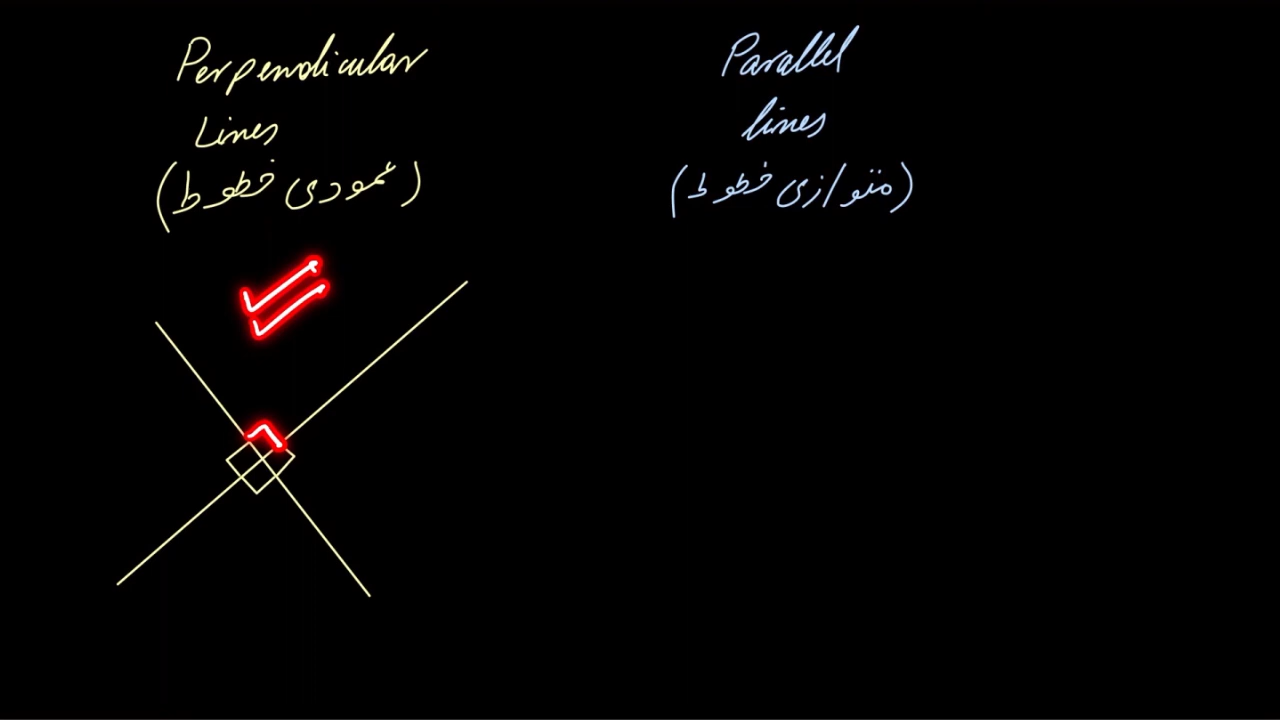 Perpendicular
Lines
(عمودی خطوط)
Parallel
lines
(متوازی خطوط)